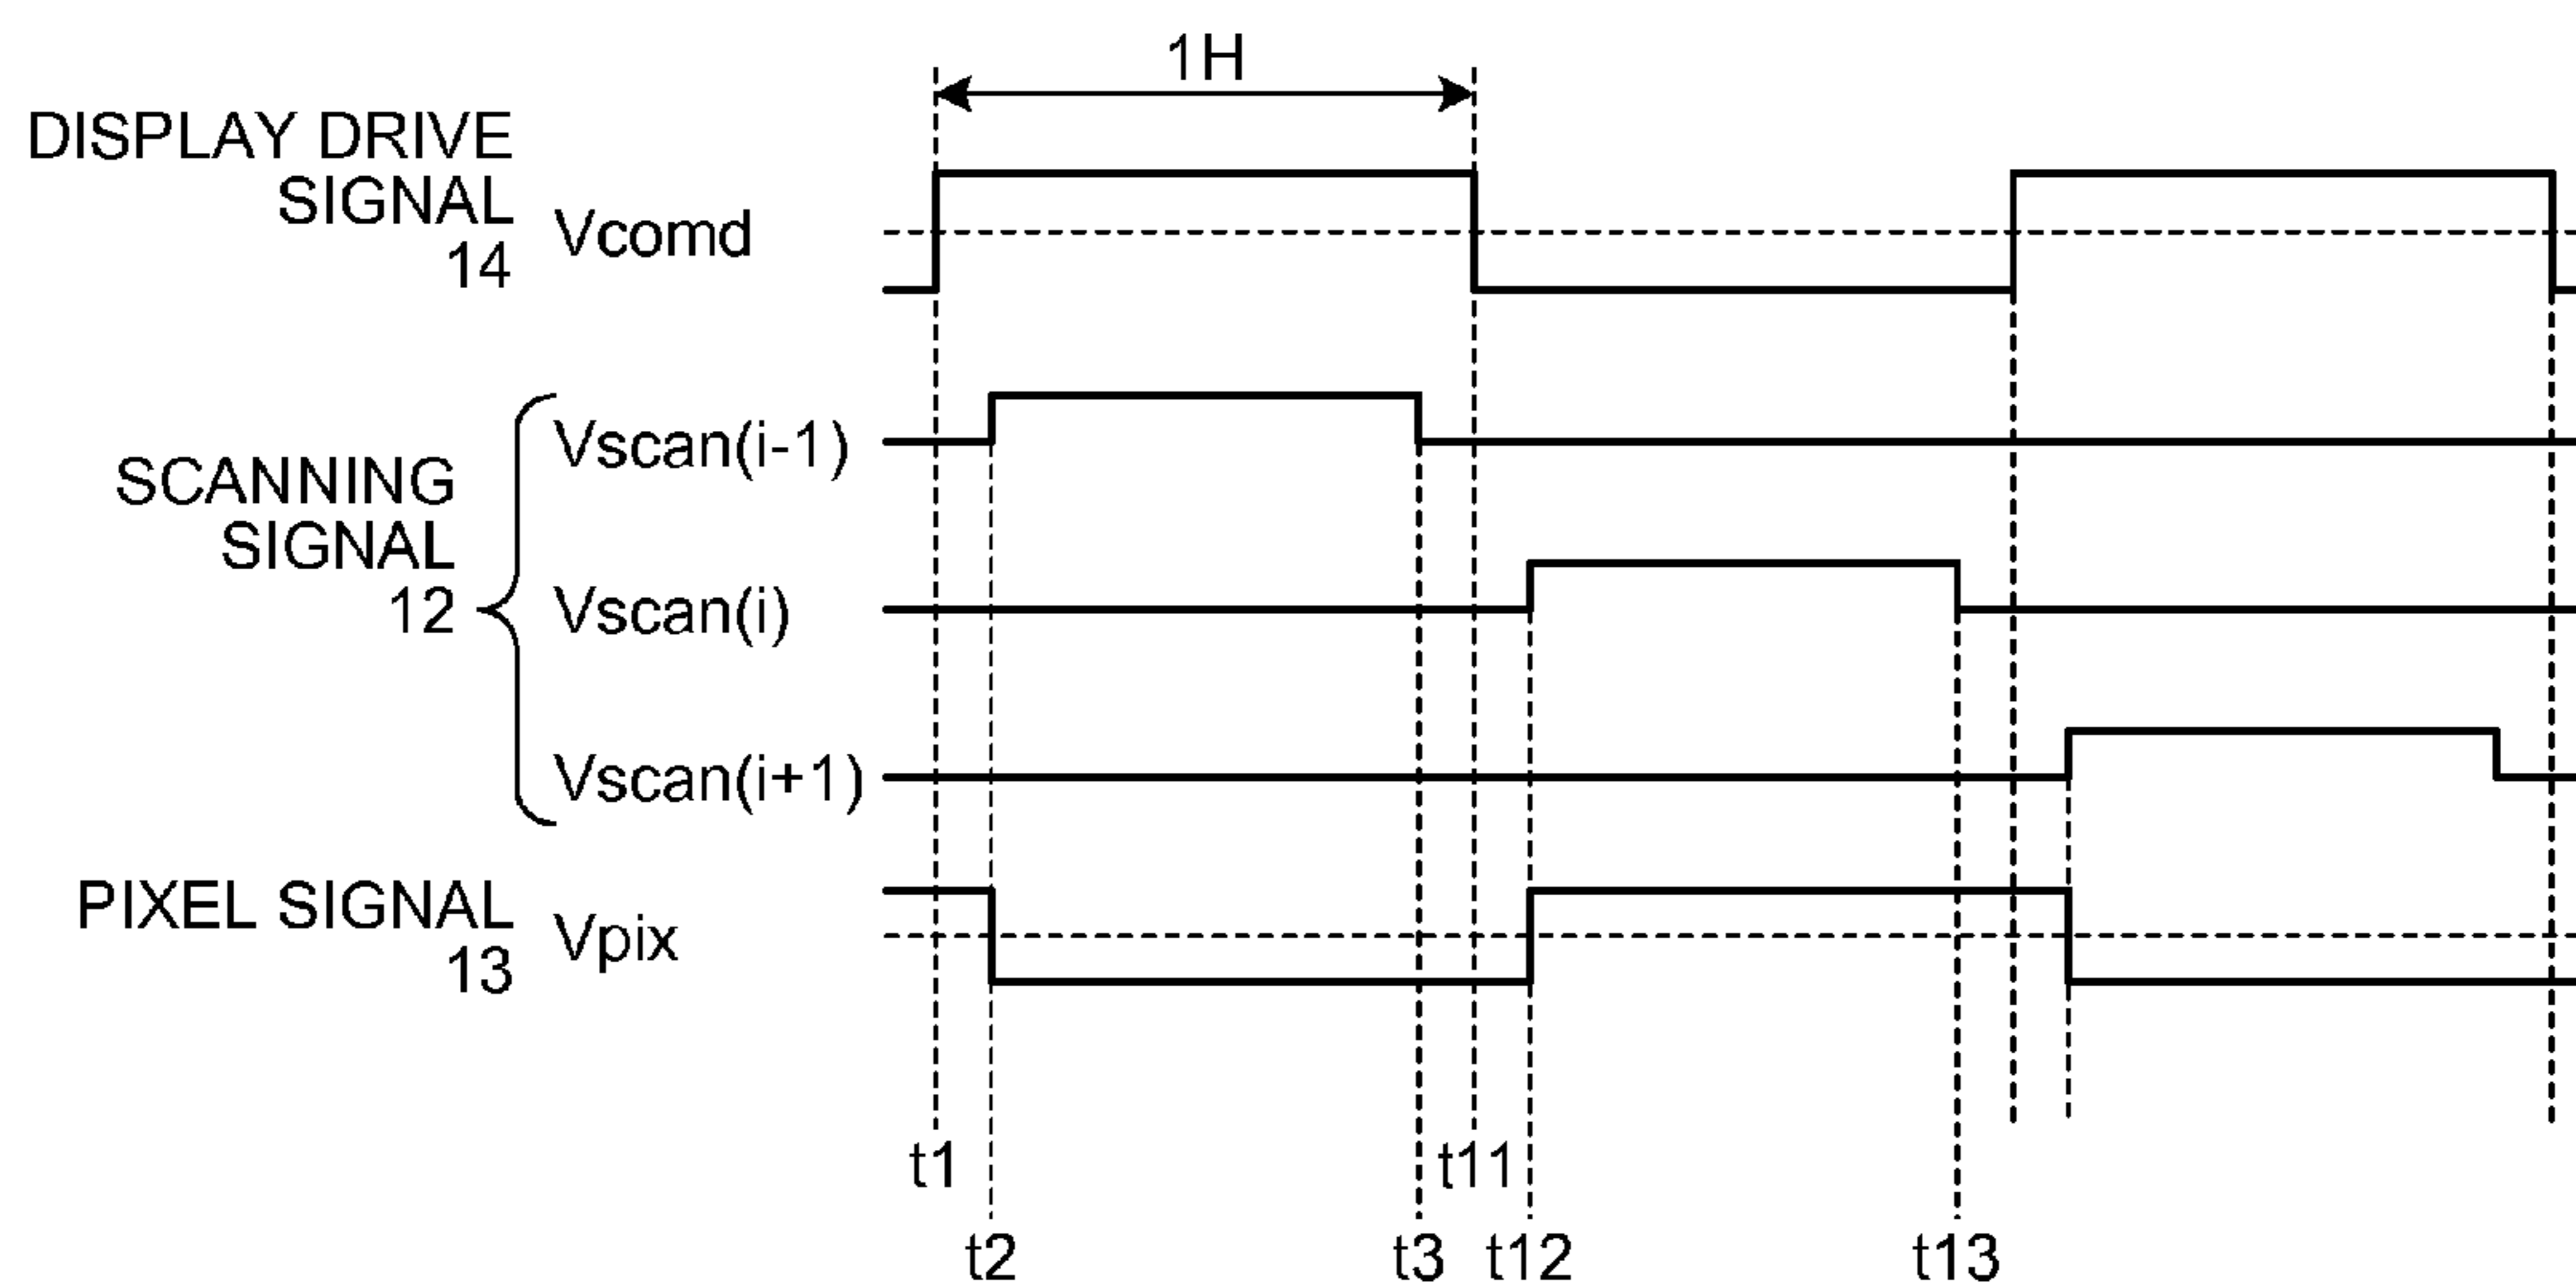 1H
DISPLAY DRIVE
SIGNAL
14
Vcomd
SCANNING
SIGNAL
12
Vscan(i-1)
Vscan(i)
Vscan(i+1)
PIXEL SIGNAL
13
Vpix
t1
t11
t2
t3
t12
t13